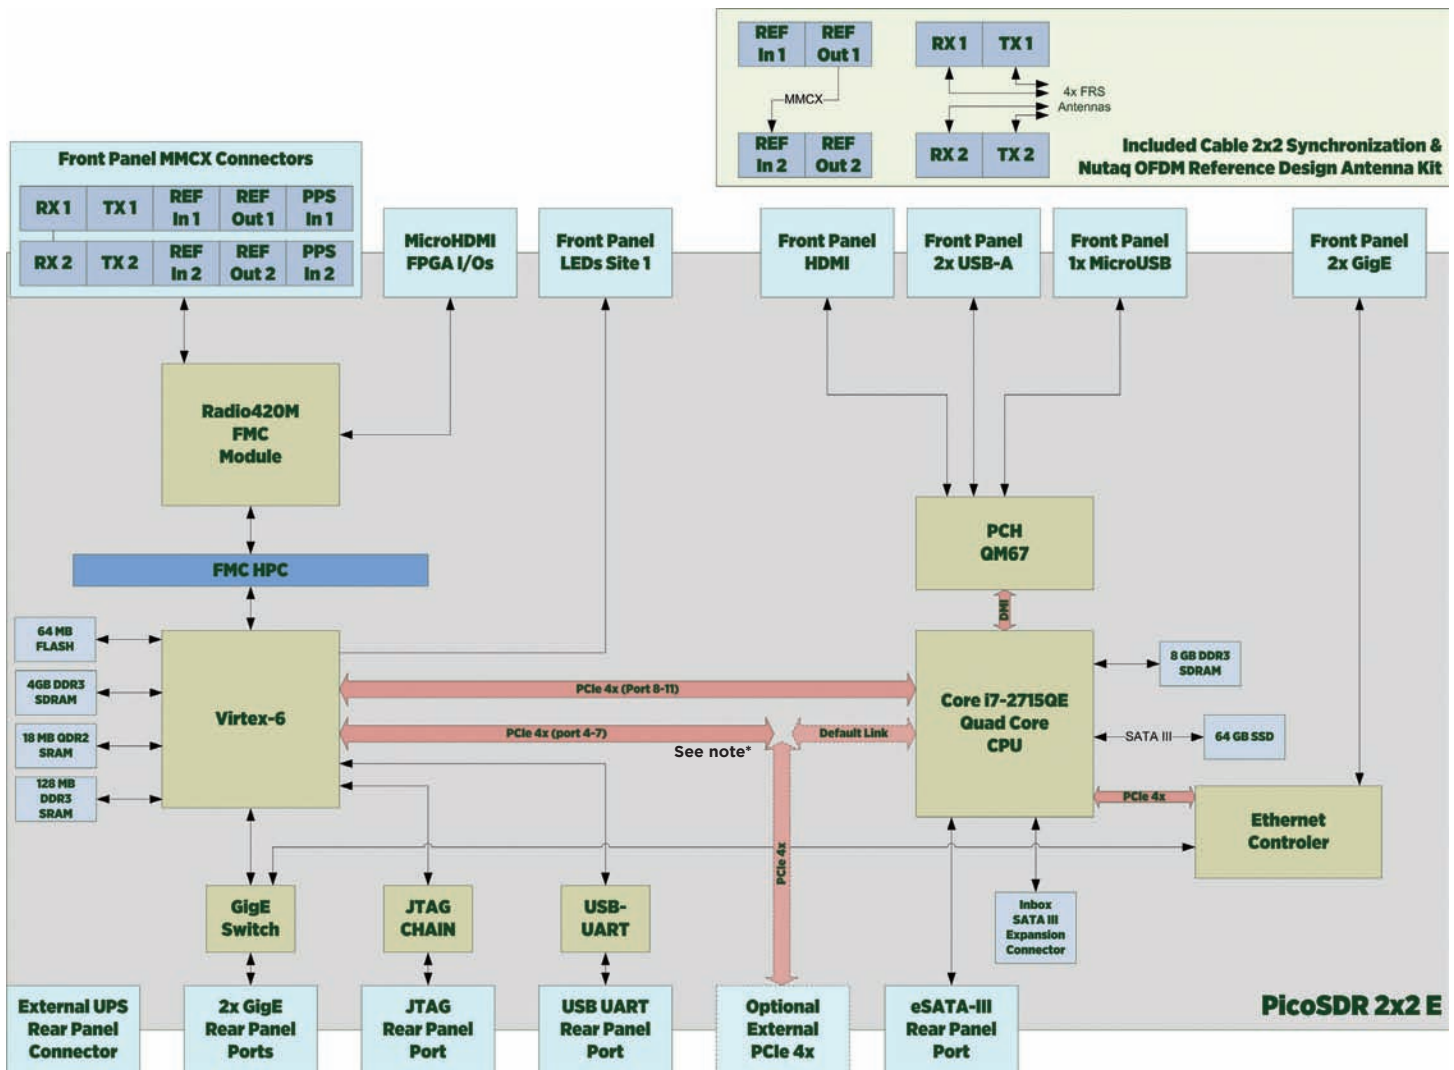 REF In 1
REF Out 1
RX 1
TX 1
MMCX
4x FRS
Antennas
REF In 2
REF Out 2
RX 2
TX 2
Included Cable 2x2 Synchronization &
Nutaq OFDM Reference Design Antenna Kit
Front Panel MMCX Connectors
RX 1
TX 1
REF In 1
REF Out 1
PPS In 1
RX 2
TX 2
REF In 2
REF Out 2
PPS In 2
MicroHDMI
FPGA I/Os
Front Panel
LEDs Site 1
Front Panel
HDMI
Front Panel
2x USB-A
Front Panel
1x MicroUSB
Front Panel
2x GigE
Radio420M
FMC
Module
FMC HPC
PCH
QM67
DMI
64 MB
FLASH
4GB DDR3
SDRAM
18 MB QDR2
SRAM
128 MB
DDR3
SRAM
Virtex-6
PCIe 4x (Port 8-11)
PCIe 4x (port 4-7)
See note*
Default Link
PCIe 4x
Core i7-2715QE
Quad Core
CPU
8 GB DDR3
SDRAM
SATA III
64 GB SSD
PCIe 4x
Ethernet
Controler
GigE
Switch
JTAG
CHAIN
USB-
UART
Inbox
SATA III
Expansion
Connector
External UPS
Rear Panel
Connector
2x GigE
Rear Panel
Ports
JTAG
Rear Panel
Port
USB UART
Rear Panel
Port
Optional
External
PCIe 4x
eSATA-III
Rear Panel
Port
PicoSDR 2x2 E